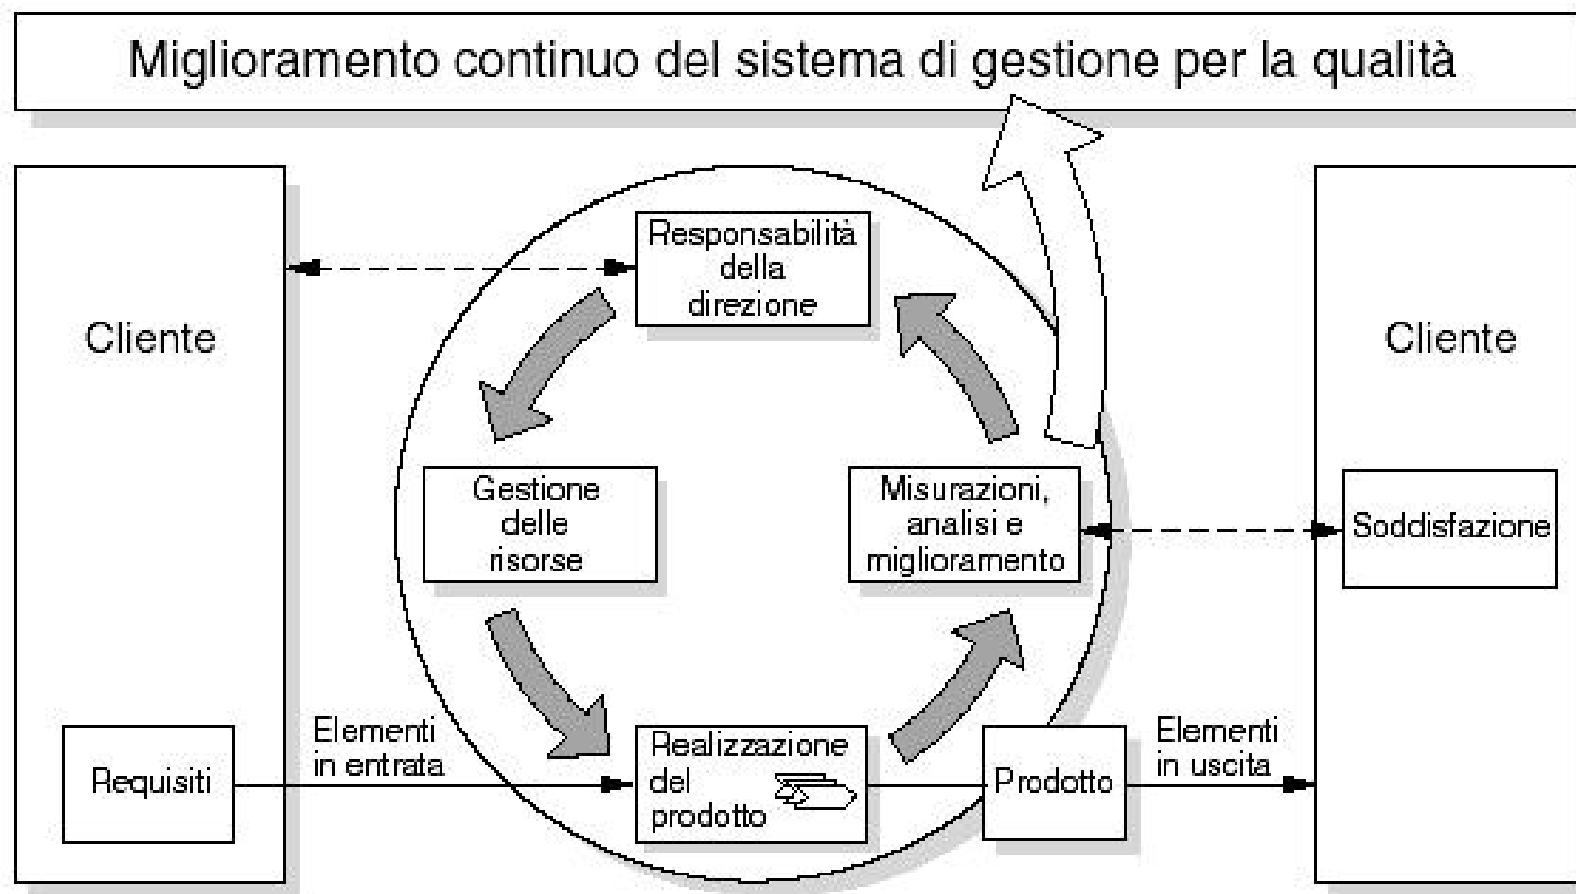 Miglioramento continuo del sistema di gestione per la qualità
Cliente
Responsabilità
della
direzione
Cliente
Gestione
delle
risorse
Misurazioni,
analisi e
miglioramento
Soddisfazione
Requisiti
Elementi
in entrata
Realizzazione
del
prodotto
Prodotto
Elementi
in uscita